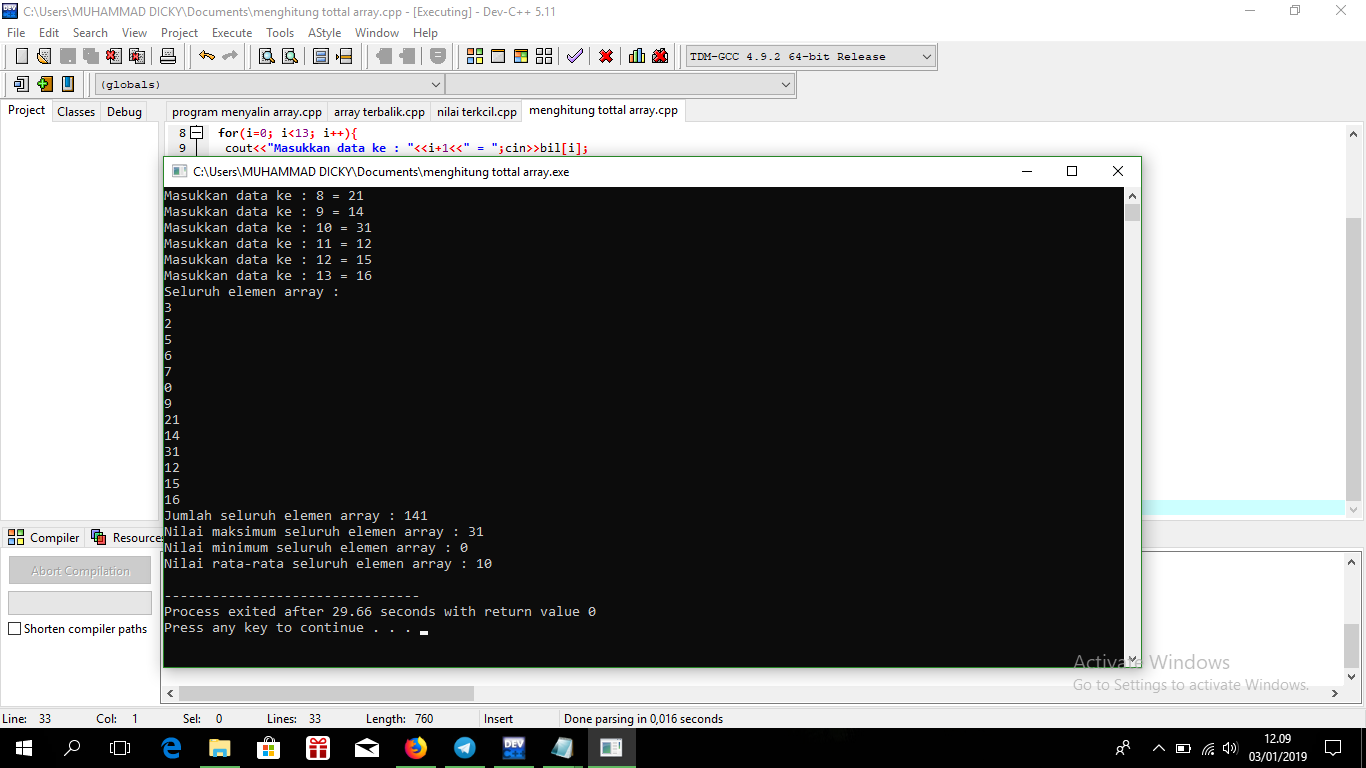 C:\Users\MUHAMMAD DICKY\Documents\menghitung tottal array.cpp - [Executing] - Dev-C++ 5.11
File Edit Search View Project Execute Tools AStyle Window Help
TDM-GCC 4.9.2 64-bit Release
(globals)
Project Classes Debug
program menyalin array.cpp array terbalik.cpp nilai terkcil.cpp menghitung tottal array.cpp
8 for(i=0; i<13; i++){
9 cout<<"Masukkan data ke : "<<i+1<<" = ";cin>>bil[i];
C:\Users\MUHAMMAD DICKY\Documents\menghitung tottal array.exe
Masukkan data ke : 8 = 21
Masukkan data ke : 9 = 14
Masukkan data ke : 10 = 31
Masukkan data ke : 11 = 12
Masukkan data ke : 12 = 15
Masukkan data ke : 13 = 16
Seluruh elemen array :
3
2
5
6
7
0
9
21
14
31
12
15
16
Jumlah seluruh elemen array : 141
Nilai maksimum seluruh elemen array : 31
Nilai minimum seluruh elemen array : 0
Nilai rata-rata seluruh elemen array : 10
--------------------------------
Process exited after 29.66 seconds with return value 0
Press any key to continue . . .
Compiler Resources
Abort Compilation
Shorten compiler paths
Activate Windows
Go to Settings to activate Windows.
Line: 33 Col: 1 Sel: 0 Lines: 33 Length: 760 Insert Done parsing in 0,016 seconds
DEV
12.09
03/01/2019